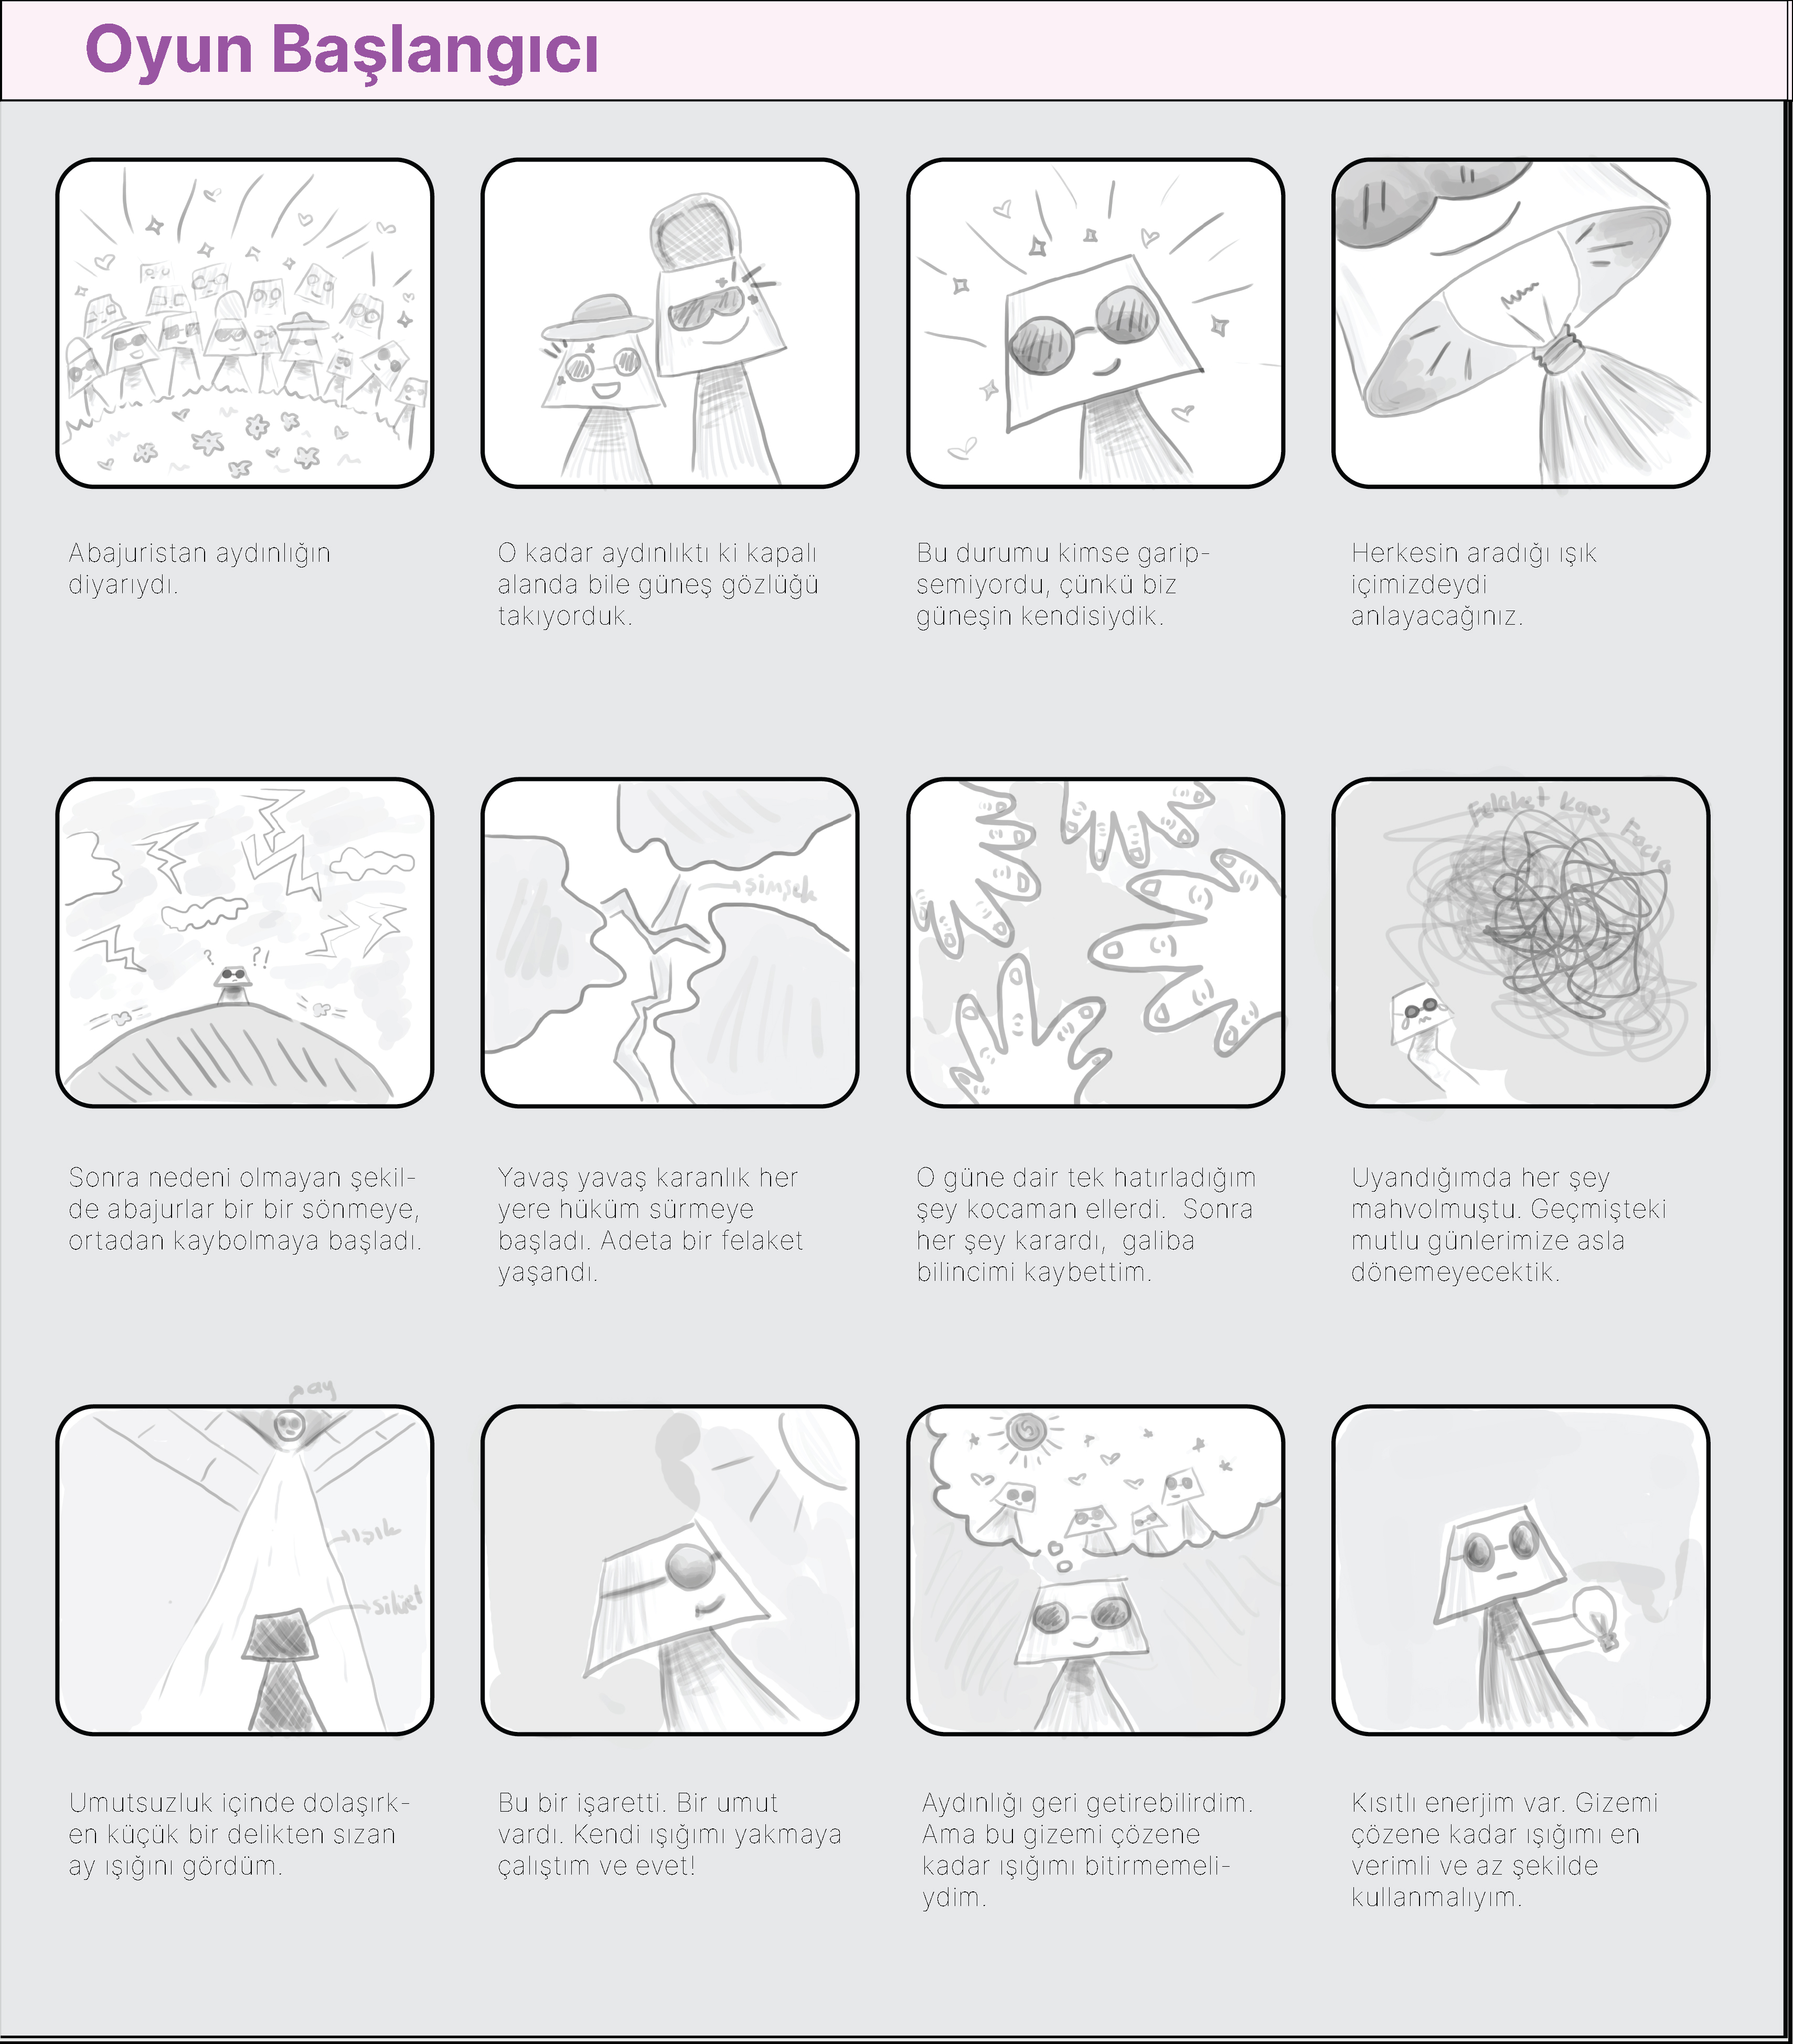 Oyun Başlangıcı
Abajuristan aydınlığın
diyarıydı.
O kadar aydınlıktı ki kapalı
alanda bile güneş gözlüğü
takıyorduk.
Bu durumu kimse garip-
semiyordu, çünkü biz
güneşin kendisiydik.
Herkesin aradığı ışık
içimizdeydi
anlayacağınız.
? ?!
şimşek
Felaket Kaos Facia
Sonra nedeni olmayan şekil-
de abajurlar bir bir sönmeye,
ortadan kaybolmaya başladı.
Yavaş yavaş karanlık her
yere hüküm sürmeye
başladı. Adeta bir felaket
yaşandı.
O güne dair tek hatırladığım
şey kocaman ellerdi. Sonra
her şey karardı, galiba
bilincimi kaybettim.
Uyandığımda her şey
mahvolmuştu. Geçmişteki
mutlu günlerimize asla
dönemeyecektik.
ay
ışık
silüet
Umutsuzluk içinde dolaşırk-
en küçük bir delikten sızan
ay ışığını gördüm.
Bu bir işaretti. Bir umut
vardı. Kendi ışığımı yakmaya
çalıştım ve evet!
Aydınlığı geri getirebilirdim.
Ama bu gizemi çözene
kadar ışığımı bitirmemeli-
ydim.
Kısıtlı enerjim var. Gizemi
çözene kadar ışığımı en
verimli ve az şekilde
kullanmalıyım.